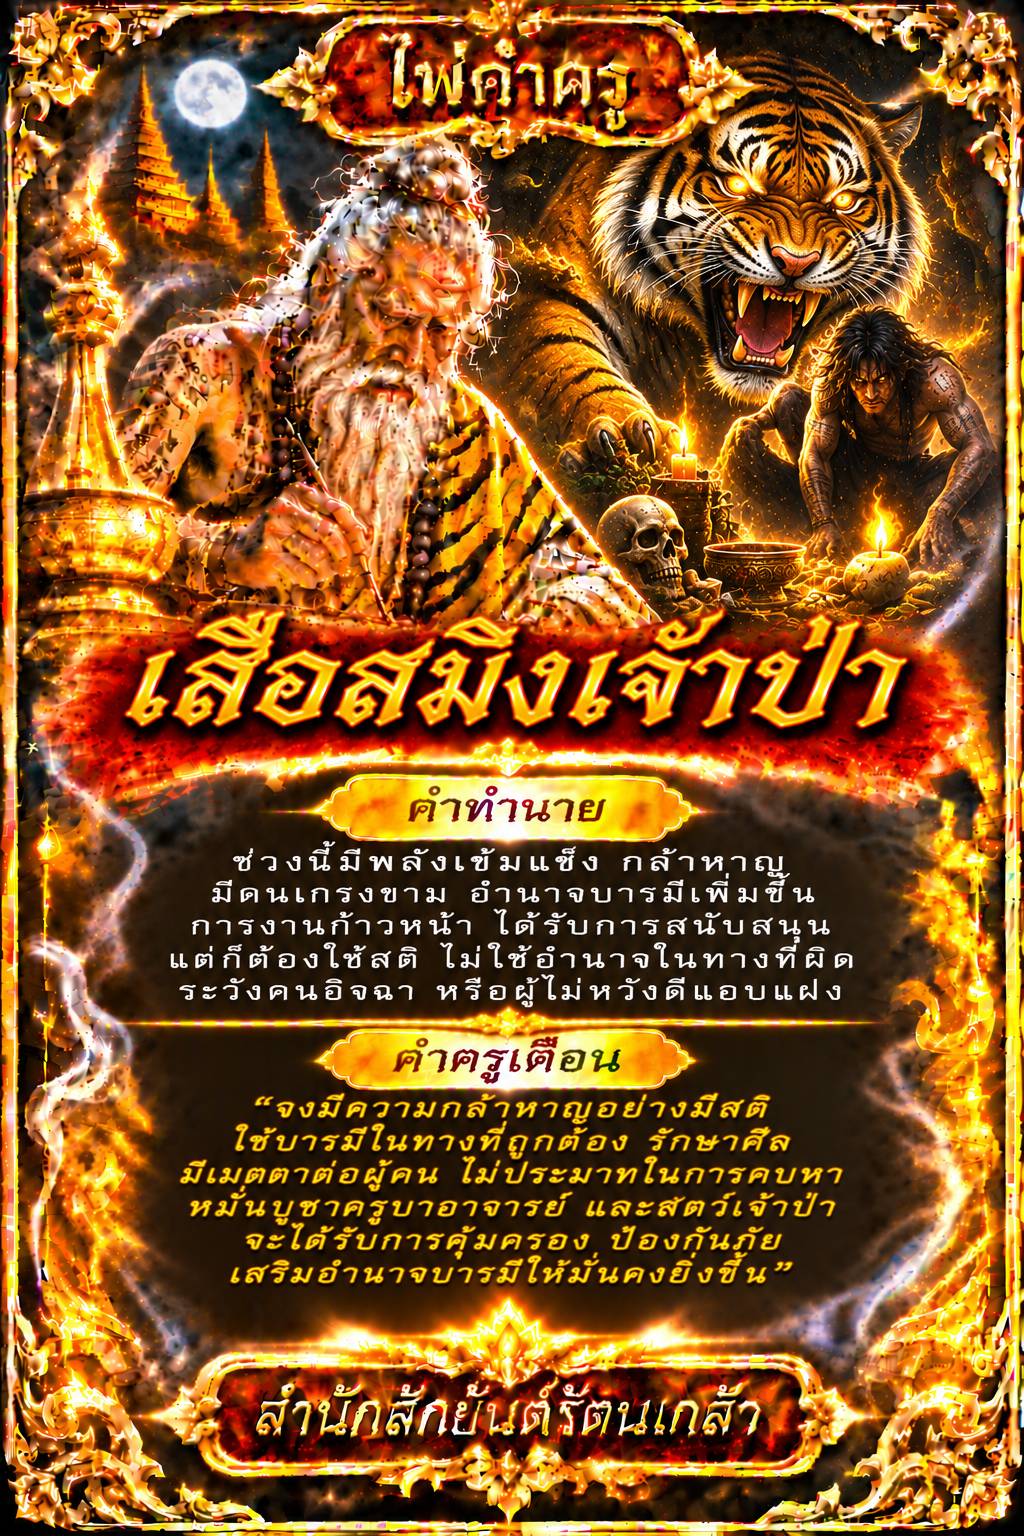 ไพ่คำครู
เสือสมิงเจ้าป่า
คำทำนาย
ช่วงนี้มีพลังเข้มแข็ง กล้าหาญ
มีดนเกรงขาม อำนาจบารมีเพิ่มขึ้น
การงานก้าวหน้า ได้รับการสนับสนุน
แต่ก็ต้องใช้สติ ไม่ใช้อำนาจในทางที่ผิด
ระวังคนอิจฉา หรือผู้ไม่หวังดีแอบแฝง
คำครูเตือน
“จงมีความกล้าหาญอย่างมีสติ
ใช้บารมีในทางที่ถูกต้อง รักษาศีล
มีเมตตาต่อผู้คน ไม่ประมาทในการคบหา
หมั่นบูชาครูบาอาจารย์ และสัตว์เจ้าป่า
จะได้รับการคุ้มครอง ป้องกันภัย
เสริมอำนาจบารมีให้มั่นคงยิ่งขึ้น”
สำนักสักยันต์รัตนเกล้า